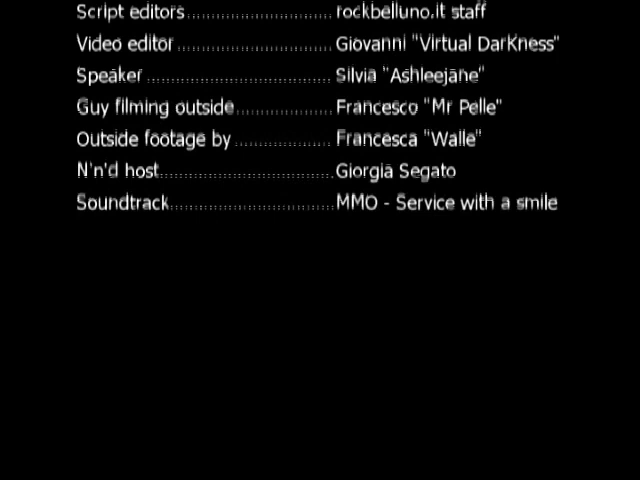 Script editors................................rockbelluno.it staff
Video editor.................................Giovanni "Virtual Darkness"
Speaker.......................................Silvia "Ashleejane"
Guy filming outside....................Francesco "Mr Pelle"
Outside footage by....................Francesca "Walle"
N'n'd host.....................................Giorgia Segato
Soundtrack...................................MMO - Service with a smile